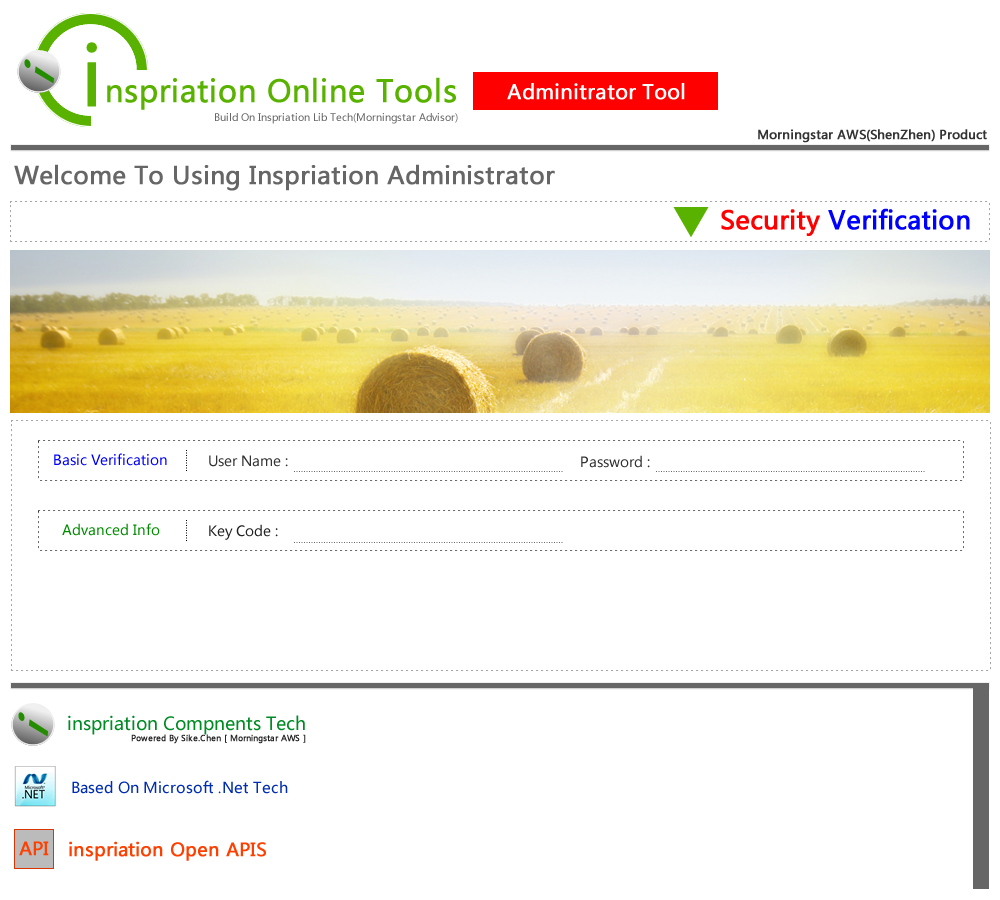 inspriation Online Tools
Adminitrator Tool
Build On Inspriation Lib Tech(Morningstar Advisor)
Morningstar AWS(ShenZhen) Product
Welcome To Using Inspriation Administrator
Security Verification
Basic Verification
User Name :
Password :
Advanced Info
Key Code :
inspriation Compnents Tech
Powered By Sike.Chen [ Morningstar AWS ]
Microsoft
.NET
Based On Microsoft .Net Tech
API
inspriation Open APIS